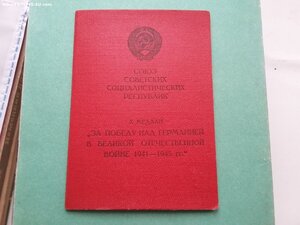 СОЮЗ
СОВЕТСКИХ
СОЦИАЛИСТИЧЕСКИХ
РЕСПУБЛИК
К МЕДАЛИ
„ЗА ПОБЕДУ НАД ГЕРМАНИЕЙ
В ВЕЛИКОЙ ОТЕЧЕСТВЕННОЙ
ВОЙНЕ 1941—1945 гг."